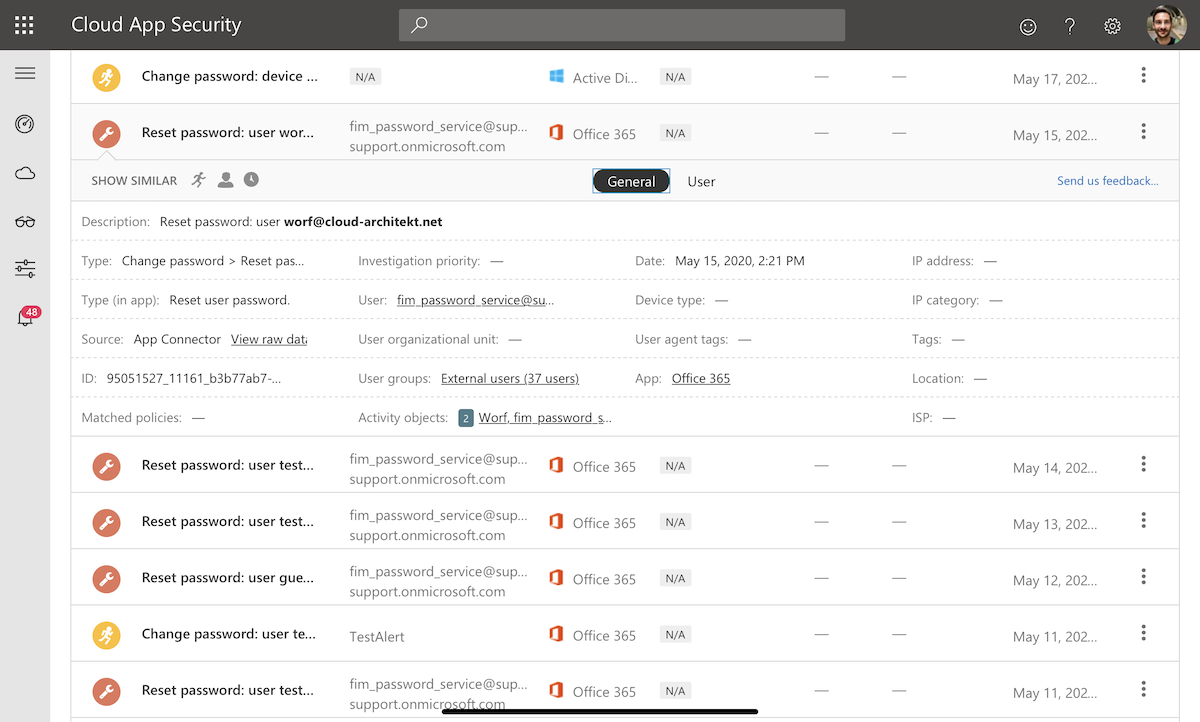 Cloud App Security
Change password: device ... N/A Active Di... N/A — — May 17, 202...
Reset password: user wor... fim_password_service@sup... Office 365 N/A — — May 15, 202...
support.onmicrosoft.com
SHOW SIMILAR General User Send us feedback...
Description: Reset password: user worf@cloud-architekt.net
Type: Change password > Reset pas... Investigation priority: — Date: May 15, 2020, 2:21 PM IP address: —
Type (in app): Reset user password. User: fim_password_service@su... Device type: — IP category: —
Source: App Connector View raw data User organizational unit: — User agent tags: — Tags: —
48
ID: 95051527_11161_b3b77ab7-... User groups: External users (37 users) App: Office 365 Location: —
Matched policies: — Activity objects: 2 Worf, fim_password_s... ISP: —
Reset password: user test... fim_password_service@sup... Office 365 N/A — — May 14, 202...
support.onmicrosoft.com
Reset password: user test... fim_password_service@sup... Office 365 N/A — — May 13, 202...
support.onmicrosoft.com
Reset password: user gue... fim_password_service@sup... Office 365 N/A — — May 12, 202...
support.onmicrosoft.com
Change password: user te... TestAlert Office 365 N/A — — May 11, 202...
Reset password: user test... fim_password_service@sup... Office 365 N/A — — May 11, 202...
support.onmicrosoft.com